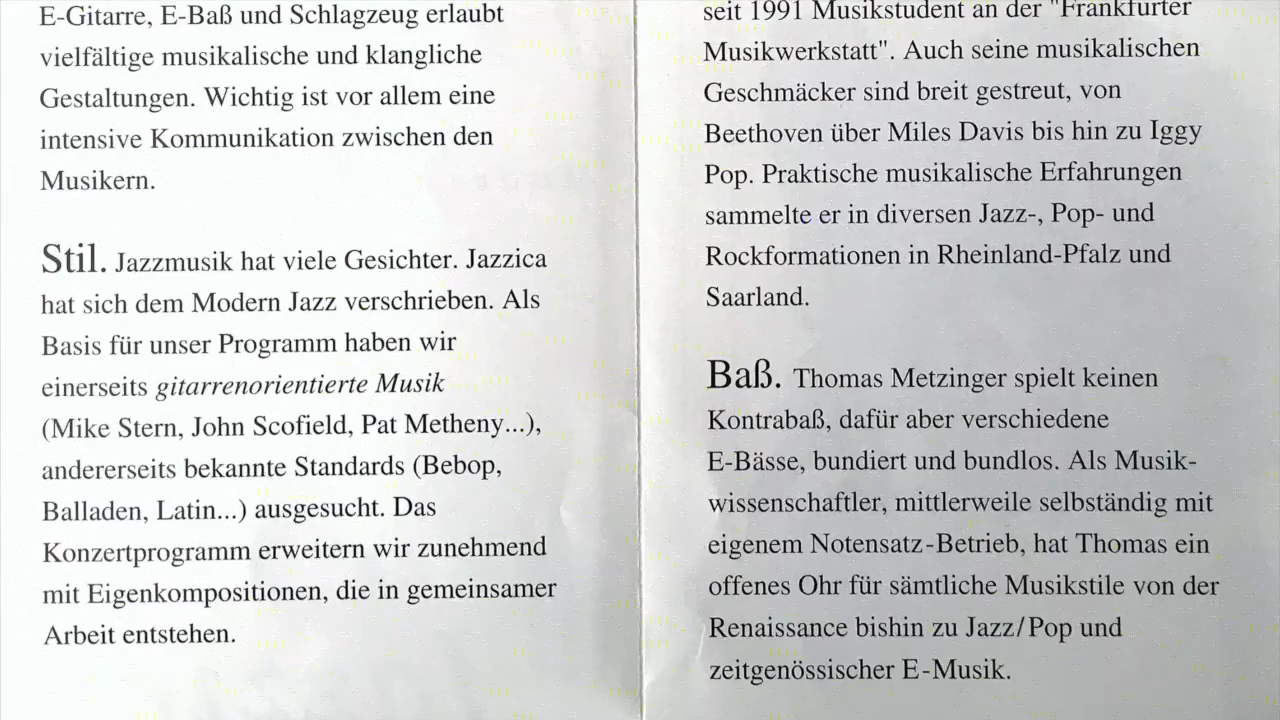 E-Gitarre, E-Baß und Schlagzeug erlaubt
vielfältige musikalische und klangliche
Gestaltungen. Wichtig ist vor allem eine
intensive Kommunikation zwischen den
Musikern.
Stil. Jazzmusik hat viele Gesichter. Jazzica
hat sich dem Modern Jazz verschrieben. Als
Basis für unser Programm haben wir
einerseits gitarrenorientierte Musik
(Mike Stern, John Scofield, Pat Metheny...),
andererseits bekannte Standards (Bebop,
Balladen, Latin...) ausgesucht. Das
Konzertprogramm erweitern wir zunehmend
mit Eigenkompositionen, die in gemeinsamer
Arbeit entstehen.
seit 1991 Musikstudent an der "Frankfurter
Musikwerkstatt". Auch seine musikalischen
Geschmäcker sind breit gestreut, von
Beethoven über Miles Davis bis hin zu Iggy
Pop. Praktische musikalische Erfahrungen
sammelte er in diversen Jazz-, Pop- und
Rockformationen in Rheinland-Pfalz und
Saarland.
Baß. Thomas Metzinger spielt keinen
Kontrabaß, dafür aber verschiedene
E-Bässe, bundiert und bundlos. Als Musik-
wissenschaftler, mittlerweile selbständig mit
eigenem Notensatz-Betrieb, hat Thomas ein
offenes Ohr für sämtliche Musikstile von der
Renaissance bishin zu Jazz/Pop und
zeitgenössischer E-Musik.